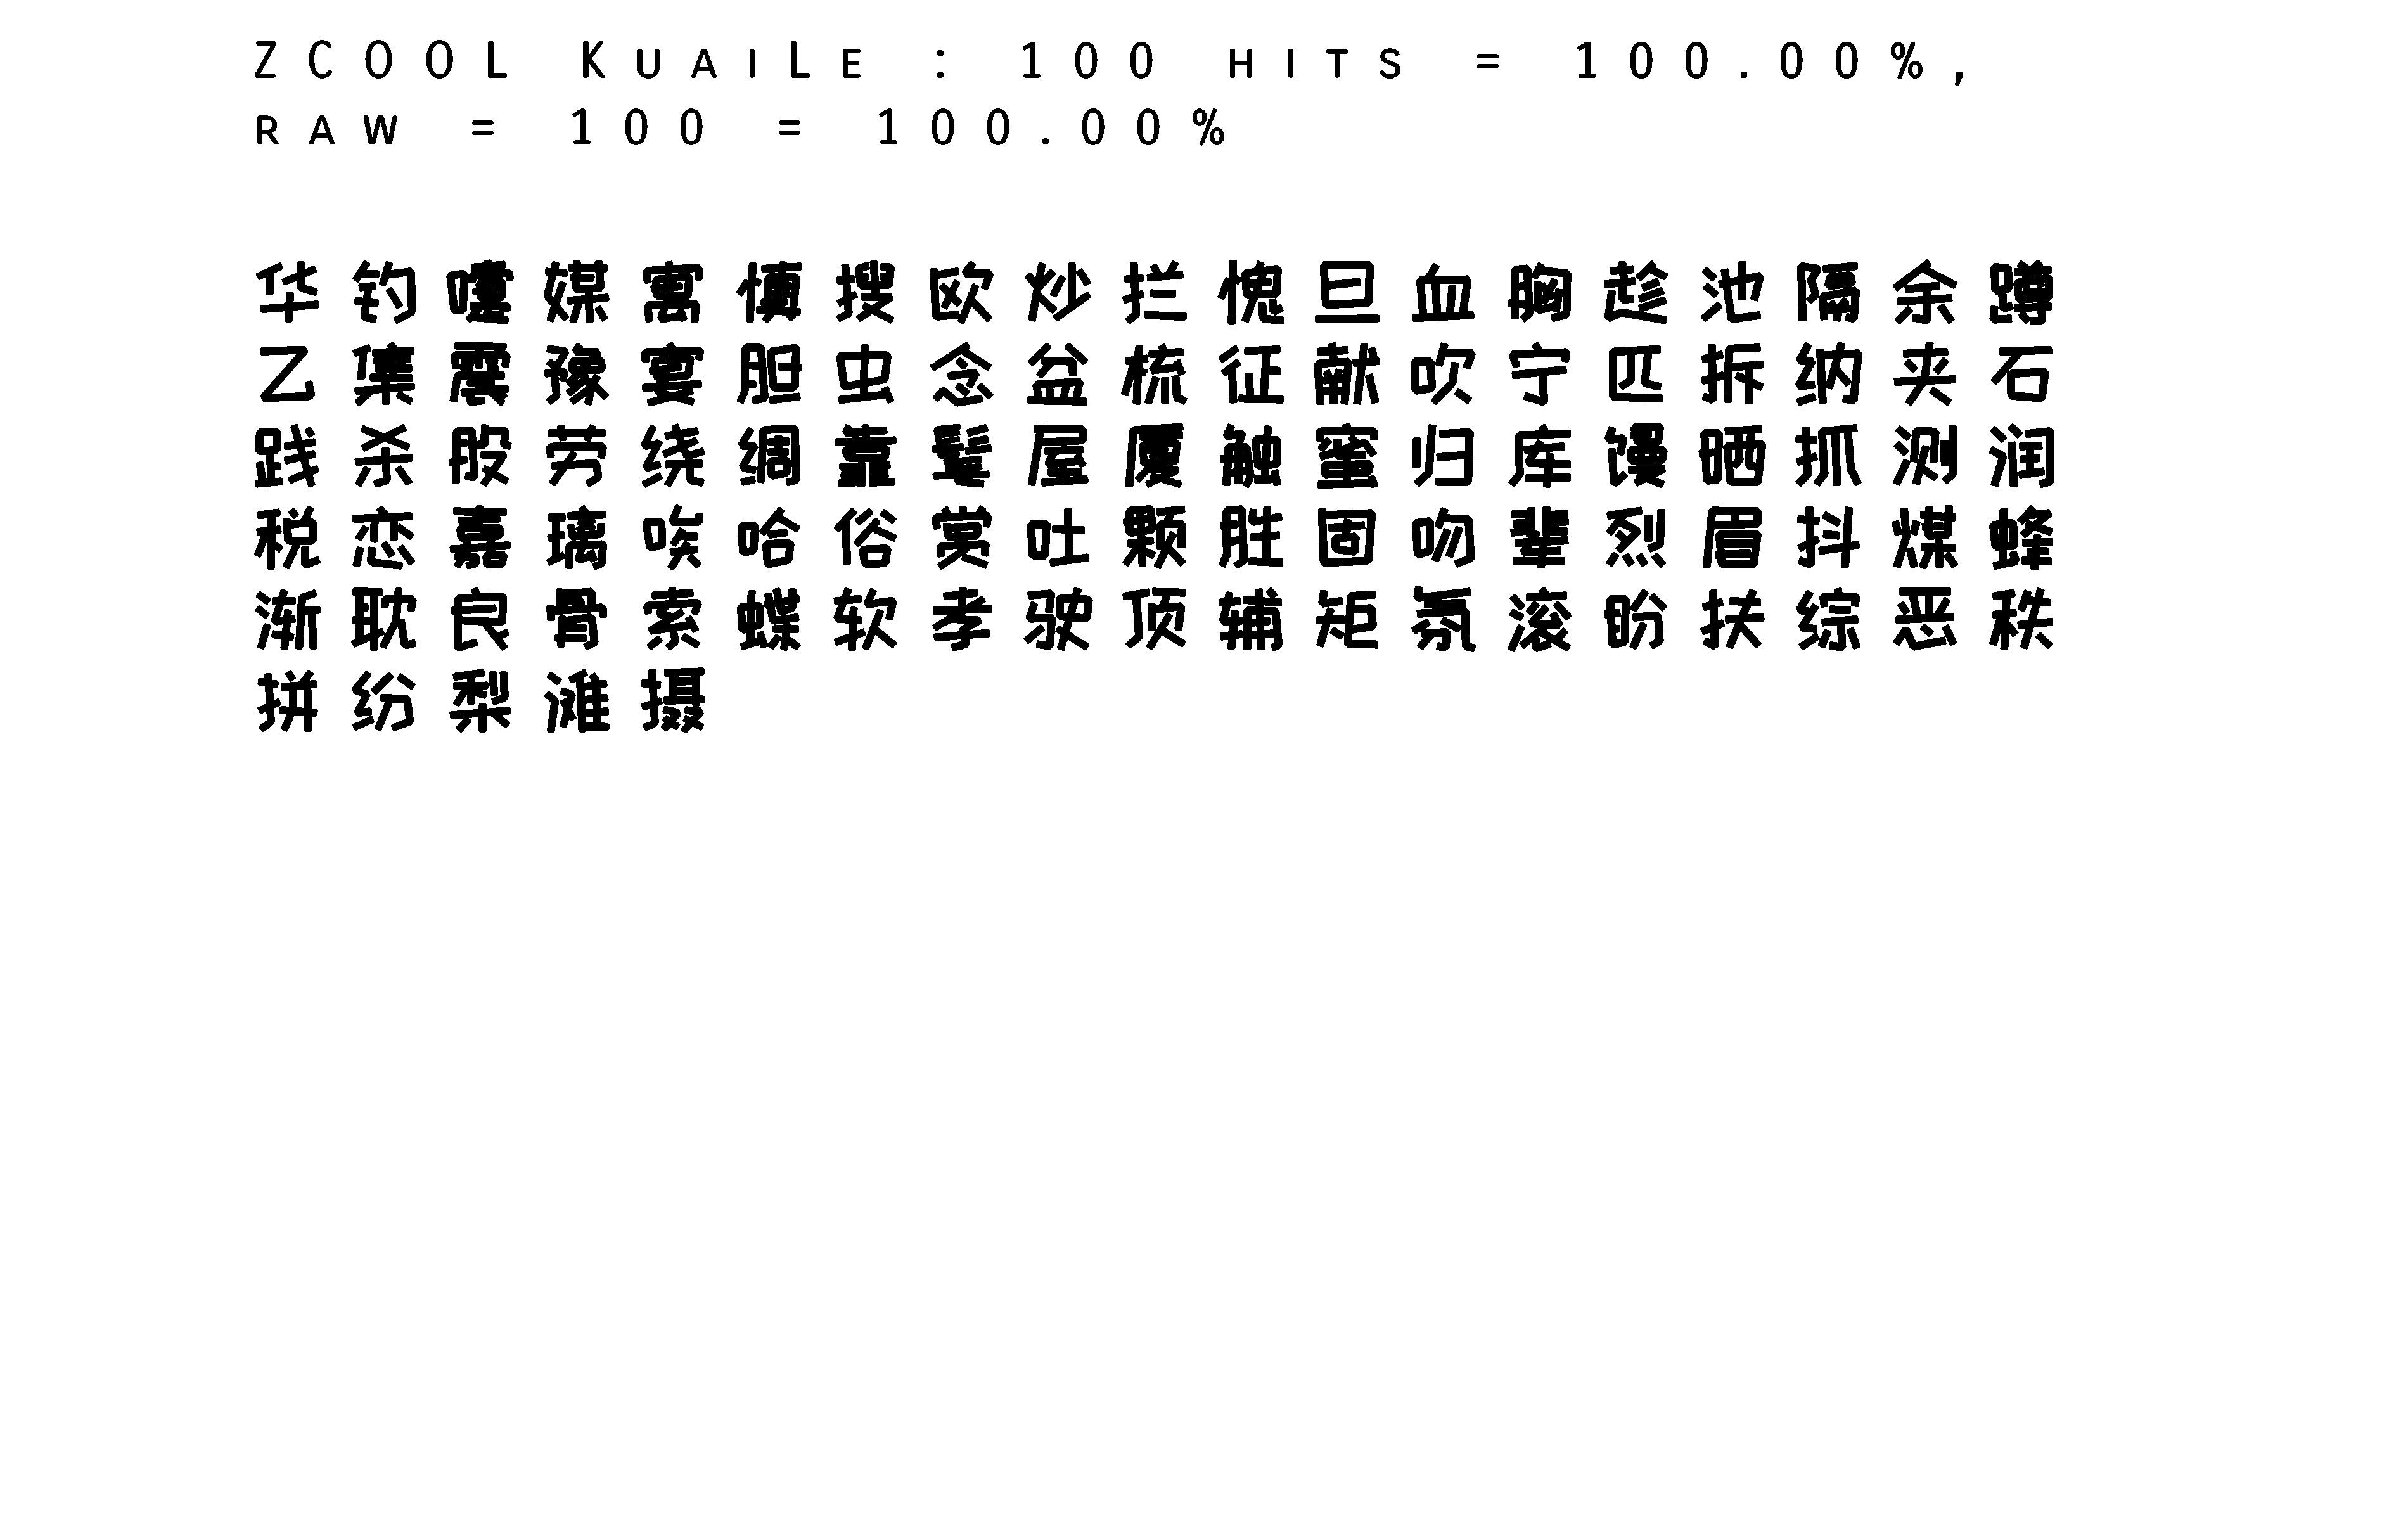 ZCOOL KuaiLe : 100 hits = 100.00%,
raw = 100 = 100.00%
华钓嚏媒寓慎搜欧炒拦愧旦血胸趁池隔余蹲
乙集震豫宴胆虫念盆梳征献吹宁匹拆纳夹石
践杀股劳绕绸靠鬓屋厦触蜜归库馒晒抓测润
税恋嘉璃唉哈俗赏吐颗胜固吻辈烈眉抖煤蜂
渐耽良骨索蝶软孝驶顶辅矩氛滚盼扶综恶秩
拼纷梨滩摄